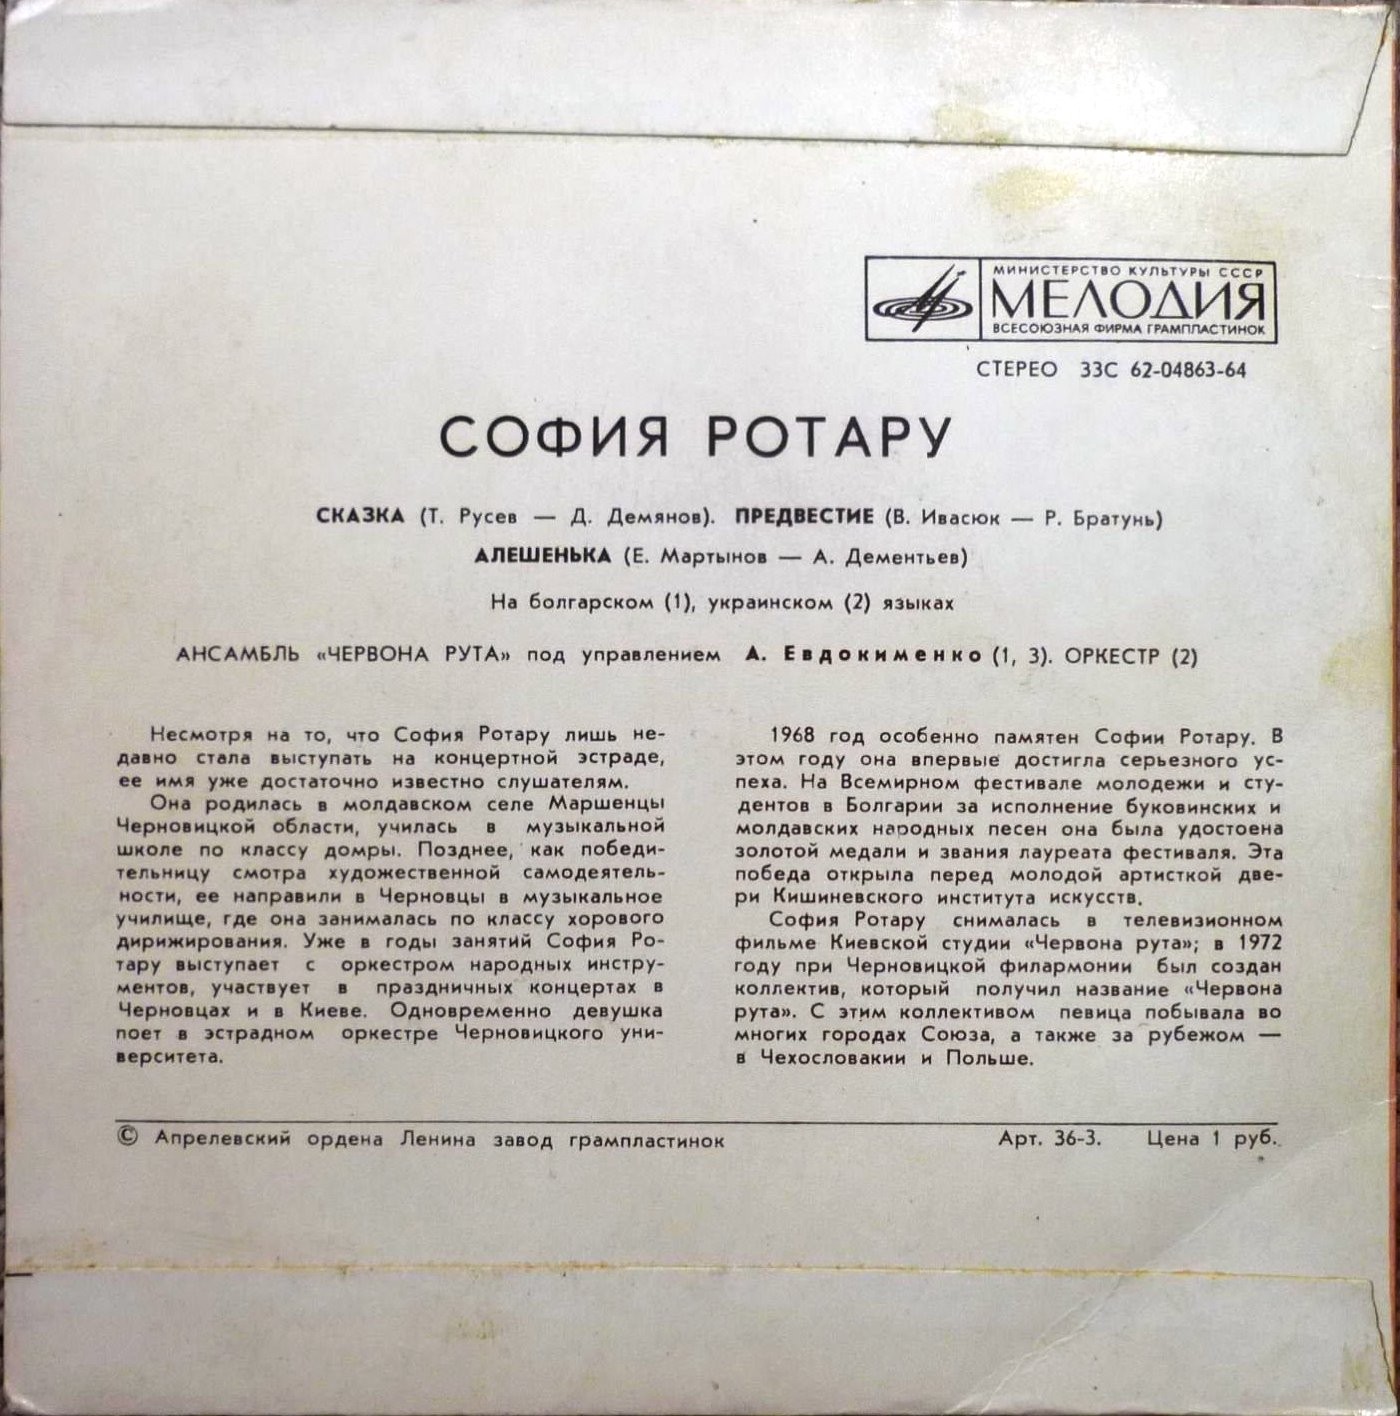 МИНИСТЕРСТВО КУЛЬТУРЫ СССР
МЕЛОДИЯ
ВСЕСОЮЗНАЯ ФИРМА ГРАМПЛАСТИНОК
СТЕРЕО 33С 62-04863-64
СОФИЯ РОТАРУ
СКАЗКА (Т. Русев — Д. Демянов). ПРЕДВЕСТИЕ (В. Ивасюк — Р. Братунь)
АЛЕШЕНЬКА (Е. Мартынов — А. Дементьев)
На болгарском (1), украинском (2) языках
АНСАМБЛЬ «ЧЕРВОНА РУТА» под управлением А. Евдокименко (1, 3). ОРКЕСТР (2)
Несмотря на то, что София Ротару лишь не-
давно стала выступать на концертной эстраде,
ее имя уже достаточно известно слушателям.
Она родилась в молдавском селе Маршенцы
Черновицкой области, училась в музыкальной
школе по классу домры. Позднее, как победи-
тельницу смотра художественной самодеятель-
ности, ее направили в Черновцы в музыкальное
училище, где она занималась по классу хорового
дирижирования. Уже в годы занятий София Ро-
тару выступает с оркестром народных инстру-
ментов, участвует в праздничных концертах в
Черновцах и в Киеве. Одновременно девушка
поет в эстрадном оркестре Черновицкого уни-
верситета.
1968 год особенно памятен Софии Ротару. В
этом году она впервые достигла серьезного ус-
пеха. На Всемирном фестивале молодежи и сту-
дентов в Болгарии за исполнение буковинских и
молдавских народных песен она была удостоена
золотой медали и звания лауреата фестиваля. Эта
победа открыла перед молодой артисткой две-
ри Кишиневского института искусств.
София Ротару снималась в телевизионном
фильме Киевской студии «Червона рута»; в 1972
году при Черновицкой филармонии был создан
коллектив, который получил название «Червона
рута». С этим коллективом певица побывала во
многих городах Союза, а также за рубежом —
в Чехословакии и Польше.
© Апрелевский ордена Ленина завод грампластинок Арт. 36-3. Цена 1 руб.